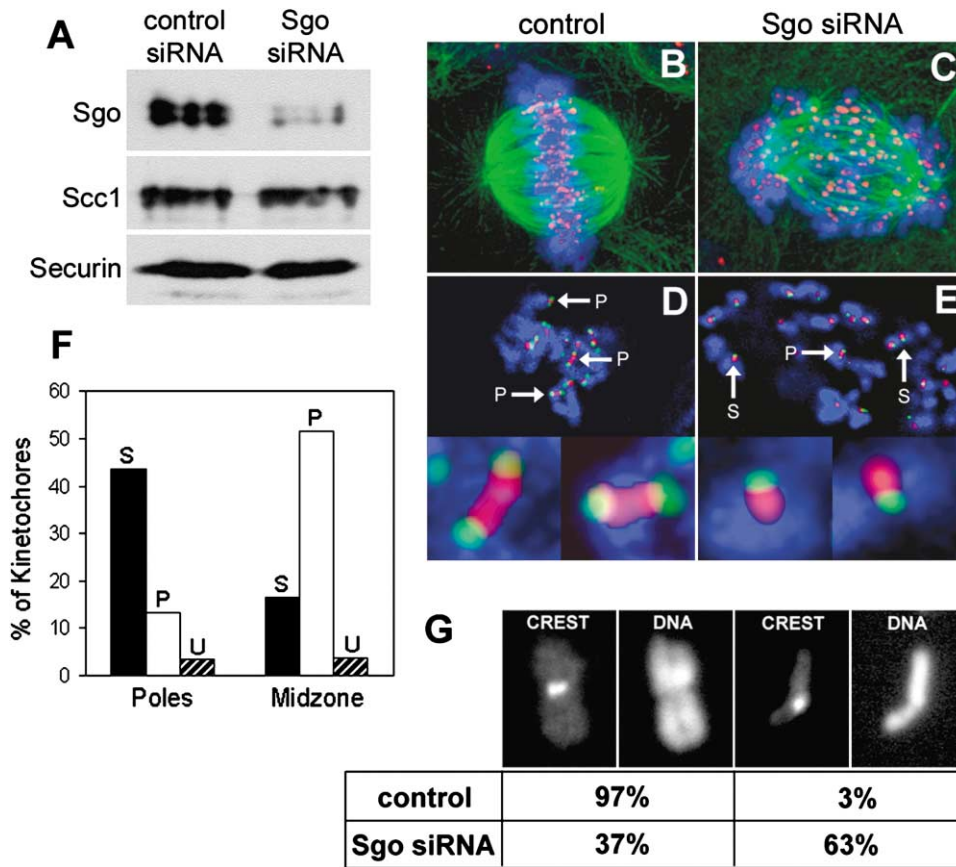 A
control siRNA
Sgo siRNA
Sgo
Scc1
Securin
control
Sgo siRNA
B
C
D
P
P
P
E
P
S
S
F
% of Kinetochores
60
50
40
30
20
10
0
S
P
U
S
P
U
Poles
Midzone
G
CREST
DNA
CREST
DNA
control 97% 3%
Sgo siRNA 37% 63%